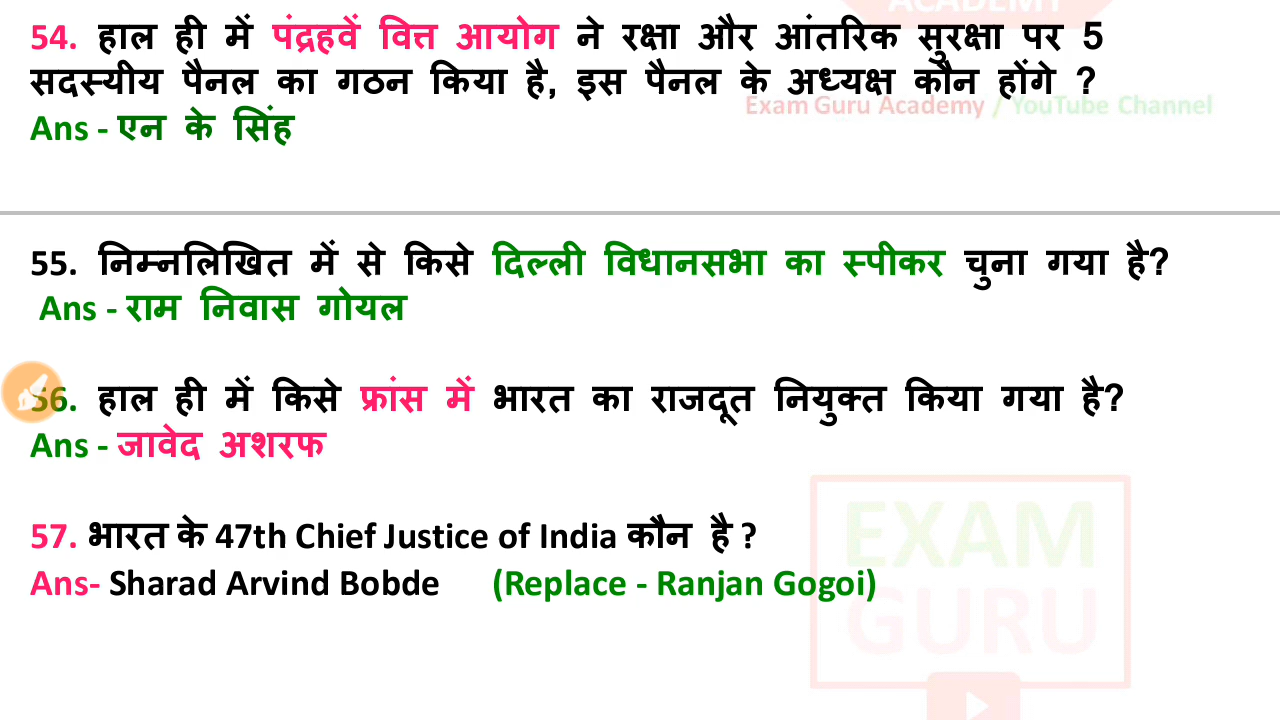 ACADEMY
54. हाल ही में पंद्रहवें वित्त आयोग ने रक्षा और आंतरिक सुरक्षा पर 5
सदस्यीय पैनल का गठन किया है, इस पैनल के अध्यक्ष कौन होंगे ?
Exam Guru Academy / YouTube Channel
Ans - एन के सिंह
55. निम्नलिखित में से किसे दिल्ली विधानसभा का स्पीकर चुना गया है?
Ans - राम निवास गोयल
56. हाल ही में किसे फ्रांस में भारत का राजदूत नियुक्त किया गया है?
Ans - जावेद अशरफ
57. भारत के 47th Chief Justice of India कौन है ?
Ans- Sharad Arvind Bobde (Replace - Ranjan Gogoi)
EXAM
GURU